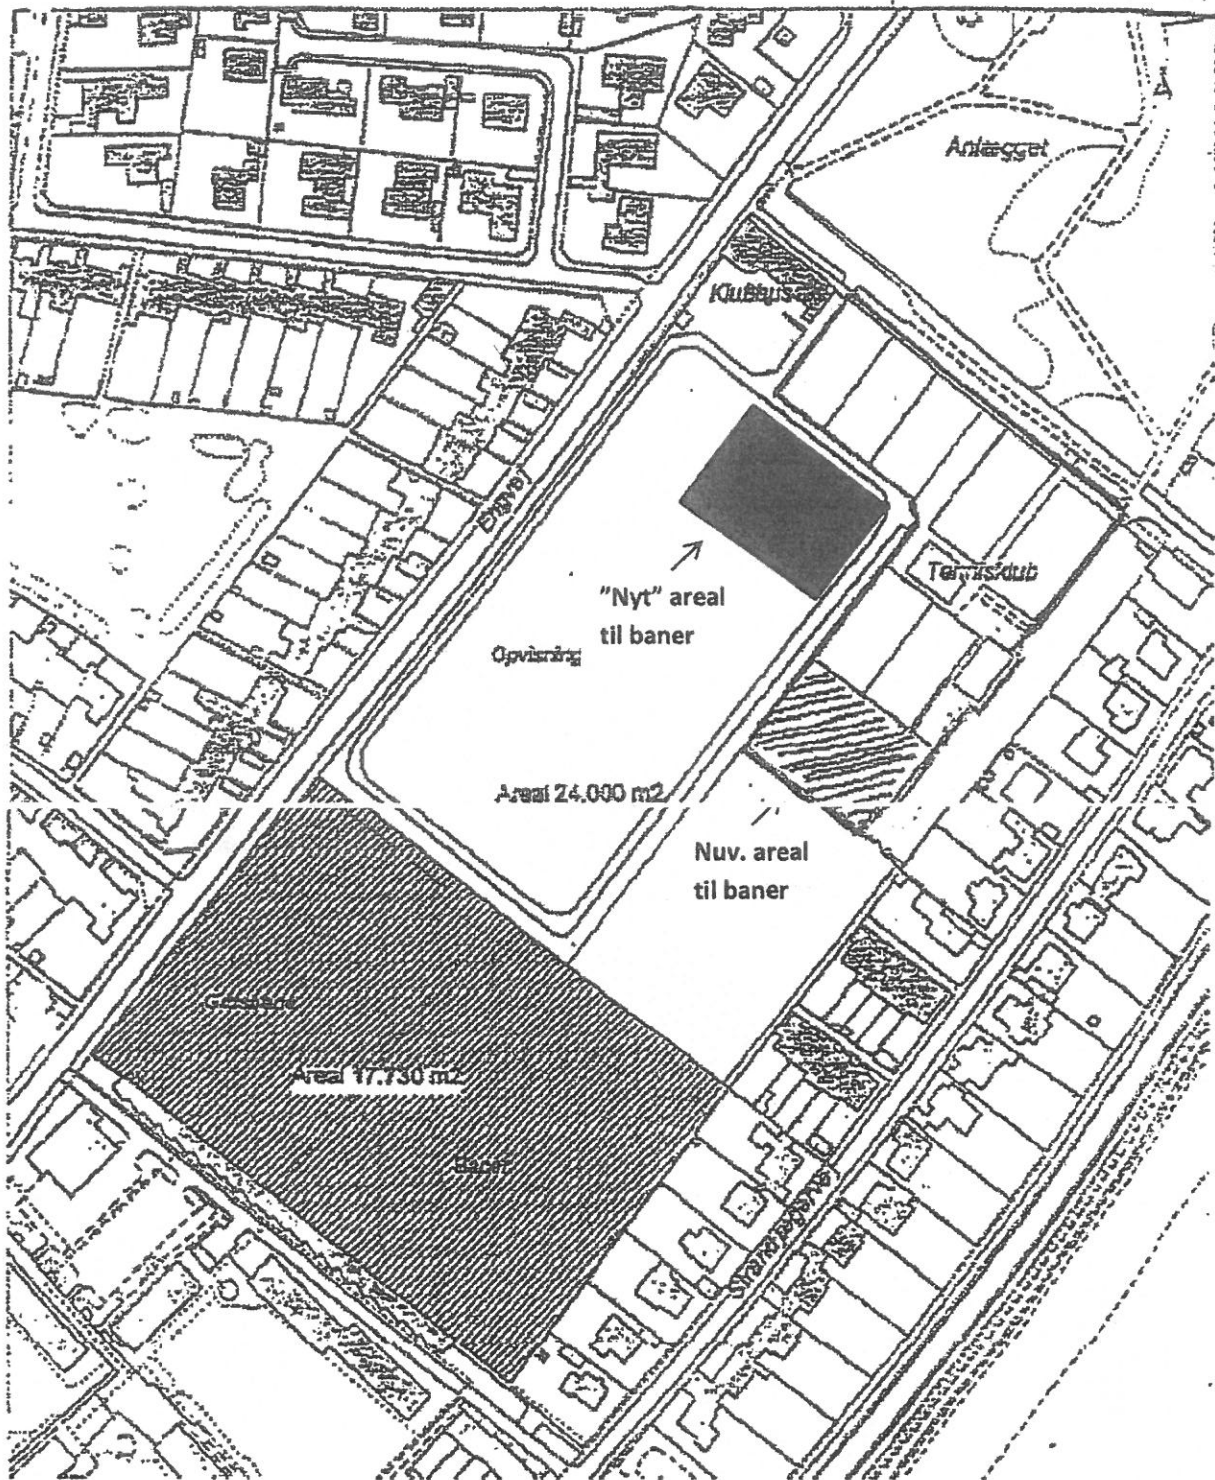 Anlægget
Klubhus
Engvej
Tennisklub
"Nyt" areal
til baner
Opvisning
Areal 24.000 m2
Nuv. areal
til baner
Areal 17.730 m2
Baner